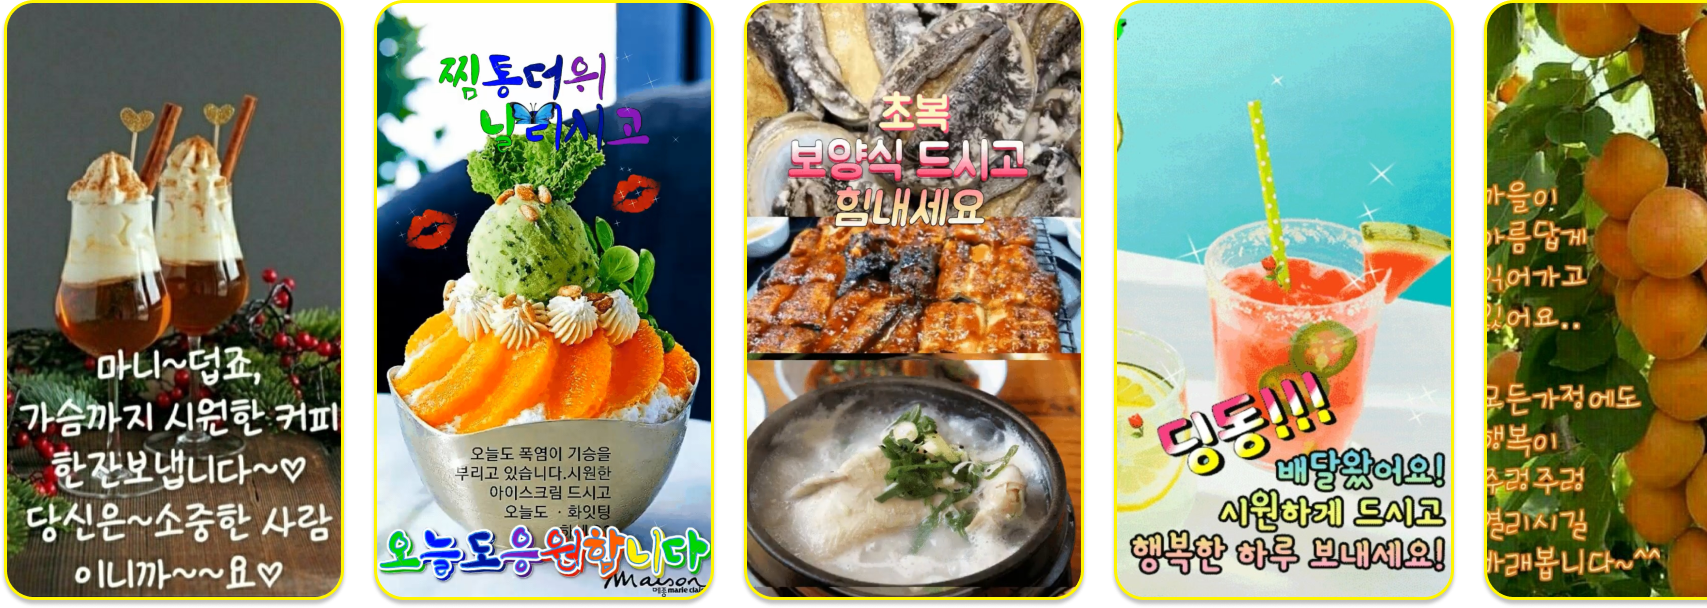 마니~덥죠,
가슴까지 시원한 커피
한잔보냅니다~♡
당신은~소중한 사람
이니까~~요♡
찜통더위
날리시고
오늘도 폭염이 기승을
부리고 있습니다.시원한
아이스크림 드시고
오늘도 · 화잇팅
오늘도응원합니다
Maison
메종 marie clai
초복
보양식 드시고
힘내세요
딩동!!!
배달왔어요!
시원하게 드시고
행복한 하루 보내세요!
가을이
아름답게
익어가고
있어요..
모든가정에도
행복이
주렁주렁
열리시길
바래봅니다~^^